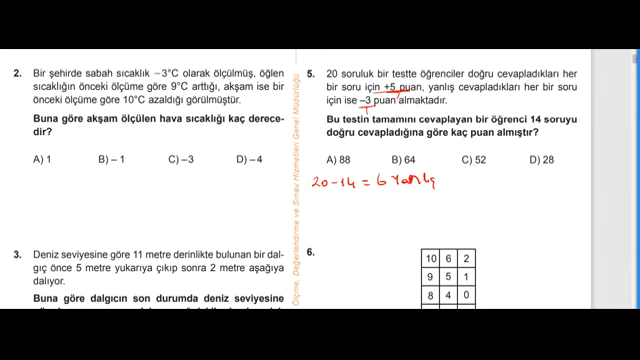 2. Bir şehirde sabah sıcaklık –3°C olarak ölçülmüş, öğlen
sıcaklığın önceki ölçüme göre 9°C arttığı, akşam ise bir
önceki ölçüme göre 10°C azaldığı görülmüştür.
Buna göre akşam ölçülen hava sıcaklığı kaç derece-
dir?
A) 1 B) – 1 C) –3 D) –4
3. Deniz seviyesine göre 11 metre derinlikte bulunan bir dal-
gıç önce 5 metre yukarıya çıkıp sonra 2 metre aşağıya
dalıyor.
Buna göre dalgıcın son durumda deniz seviyesine
Ölçme, Değerlendirme ve Sınav Hizmetleri Genel Müdürlüğü
5. 20 soruluk bir testte öğrenciler doğru cevapladıkları her
bir soru için +5 puan, yanlış cevapladıkları her bir soru
için ise –3 puan almaktadır.
Bu testin tamamını cevaplayan bir öğrenci 14 soruyu
doğru cevapladığına göre kaç puan almıştır?
A) 88 B) 64 C) 52 D) 28
20-14 = 6 Yanlış
6.
10 6 2
9 5 1
8 4 0